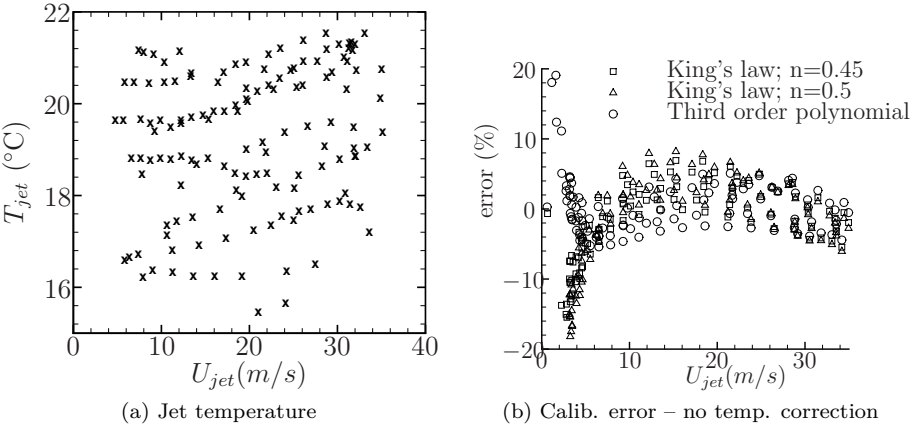 22
20
18
16
T_jet (°C)
0 10 20 30 40
U_jet(m/s)
(a) Jet temperature
20
10
0
−10
−20
error (%)
King's law; n=0.45
King's law; n=0.5
Third order polynomial
0 10 20 30
U_jet(m/s)
(b) Calib. error – no temp. correction